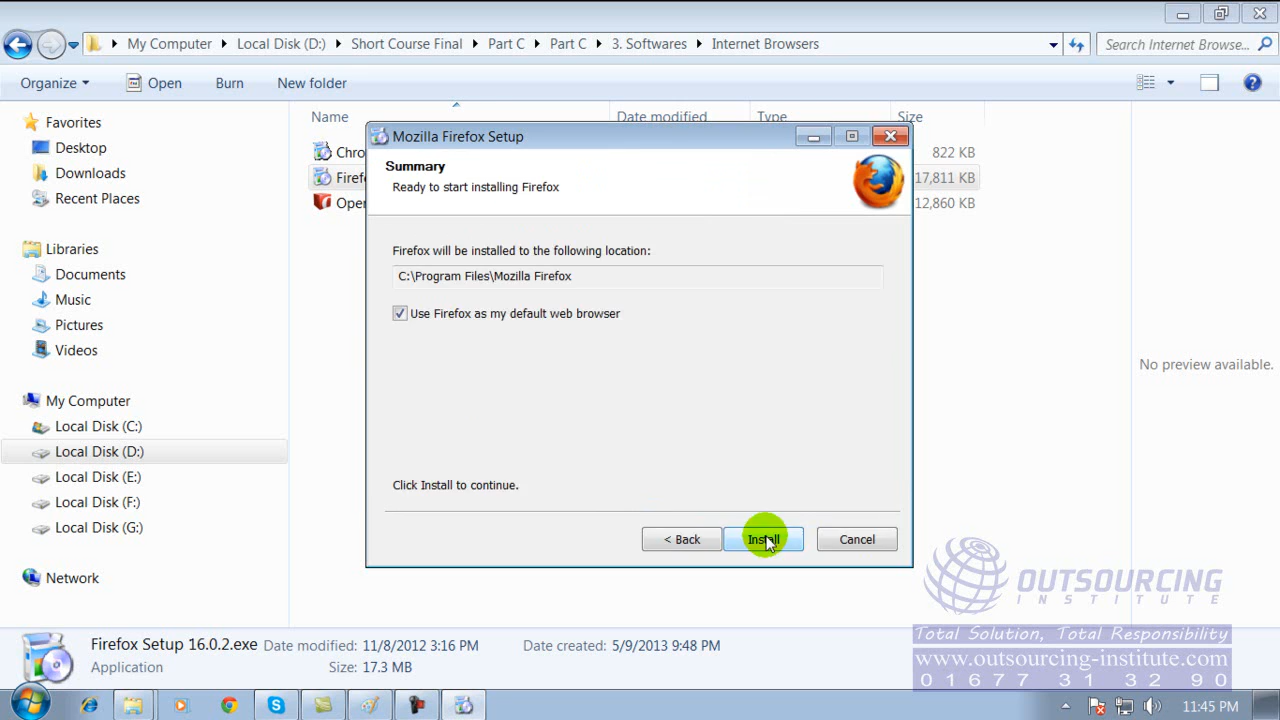 My Computer Local Disk (D:) Short Course Final Part C Part C 3. Softwares Internet Browsers
Search Internet Browse...
Organize Open Burn New folder
Name Date modified Type Size
Favorites
Desktop
Downloads
Recent Places
Libraries
Documents
Music
Pictures
Videos
My Computer
Local Disk (C:)
Local Disk (D:)
Local Disk (E:)
Local Disk (F:)
Local Disk (G:)
Network
Chro 822 KB
Firef 17,811 KB
Oper 12,860 KB
Mozilla Firefox Setup
Summary
Ready to start installing Firefox
Firefox will be installed to the following location:
C:\Program Files\Mozilla Firefox
Use Firefox as my default web browser
Click Install to continue.
< Back Install Cancel
No preview available.
Firefox Setup 16.0.2.exe Date modified: 11/8/2012 3:16 PM Date created: 5/9/2013 9:48 PM
Application Size: 17.3 MB
OUTSOURCING
INSTITUTE
Total Solution, Total Responsibility
www.outsourcing-institute.com
01677 31 32 90
11:45 PM